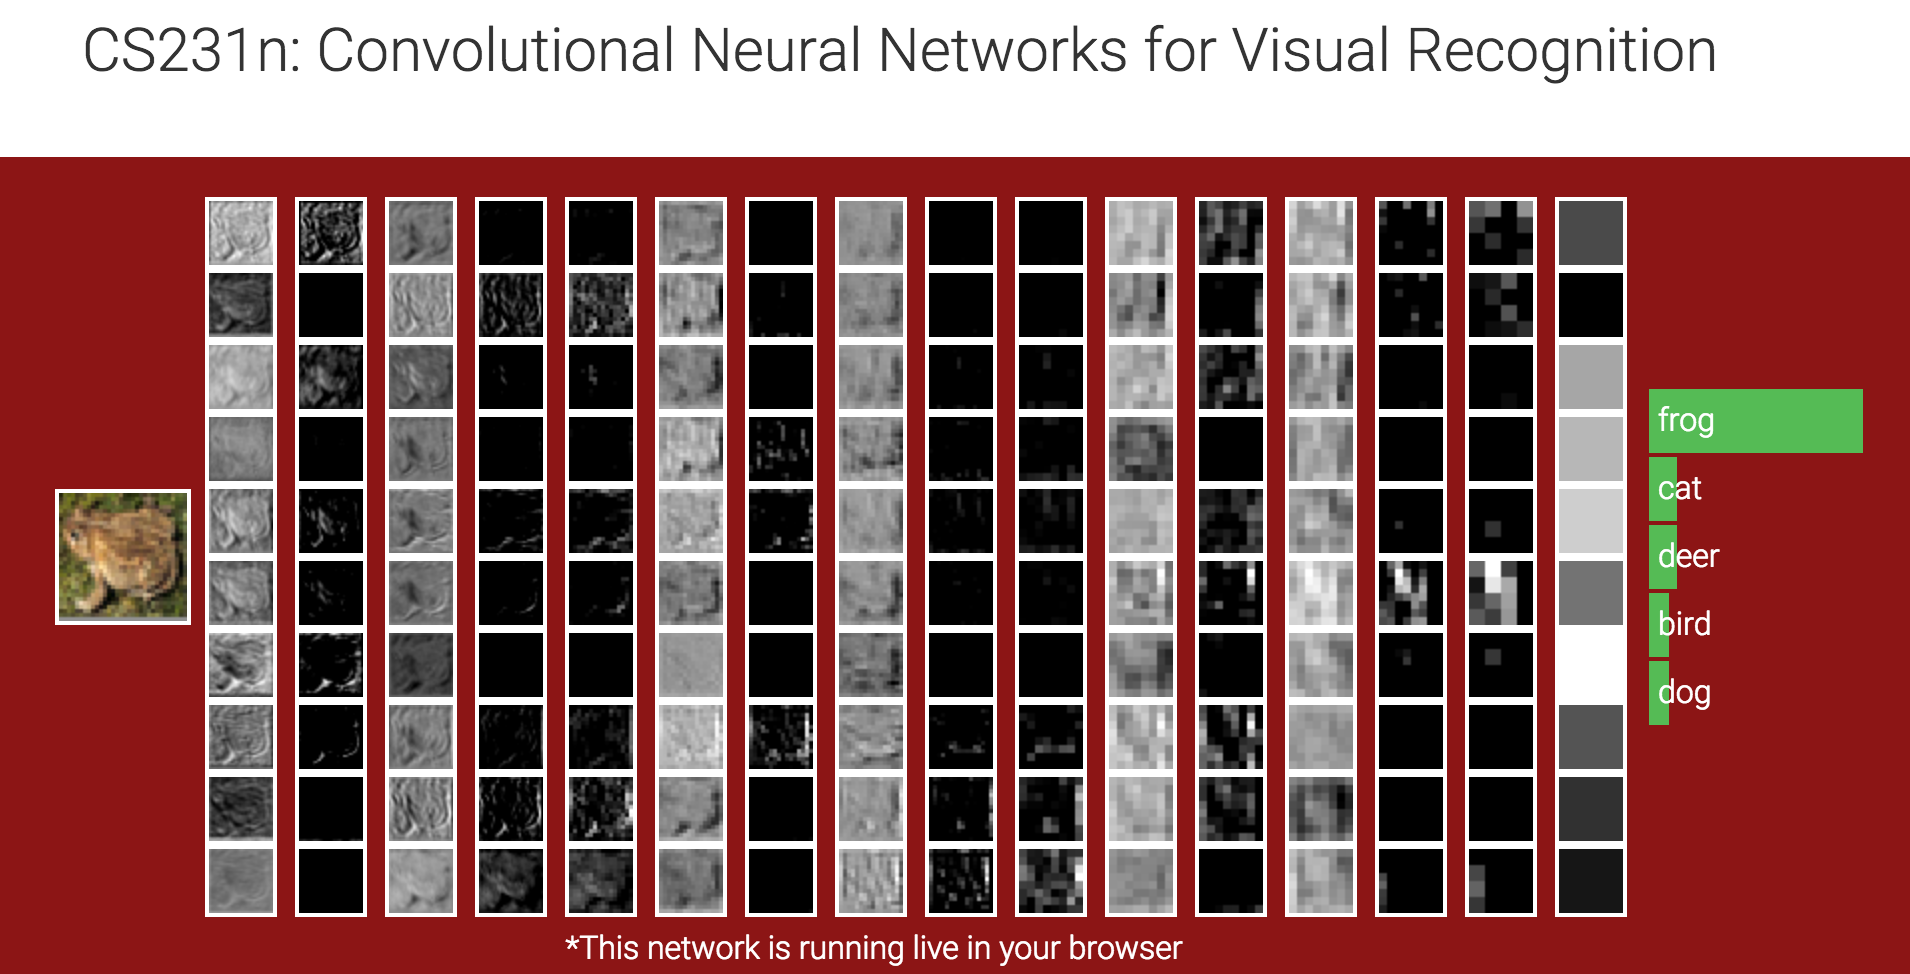 CS231n: Convolutional Neural Networks for Visual Recognition
frog
cat
deer
bird
dog
*This network is running live in your browser